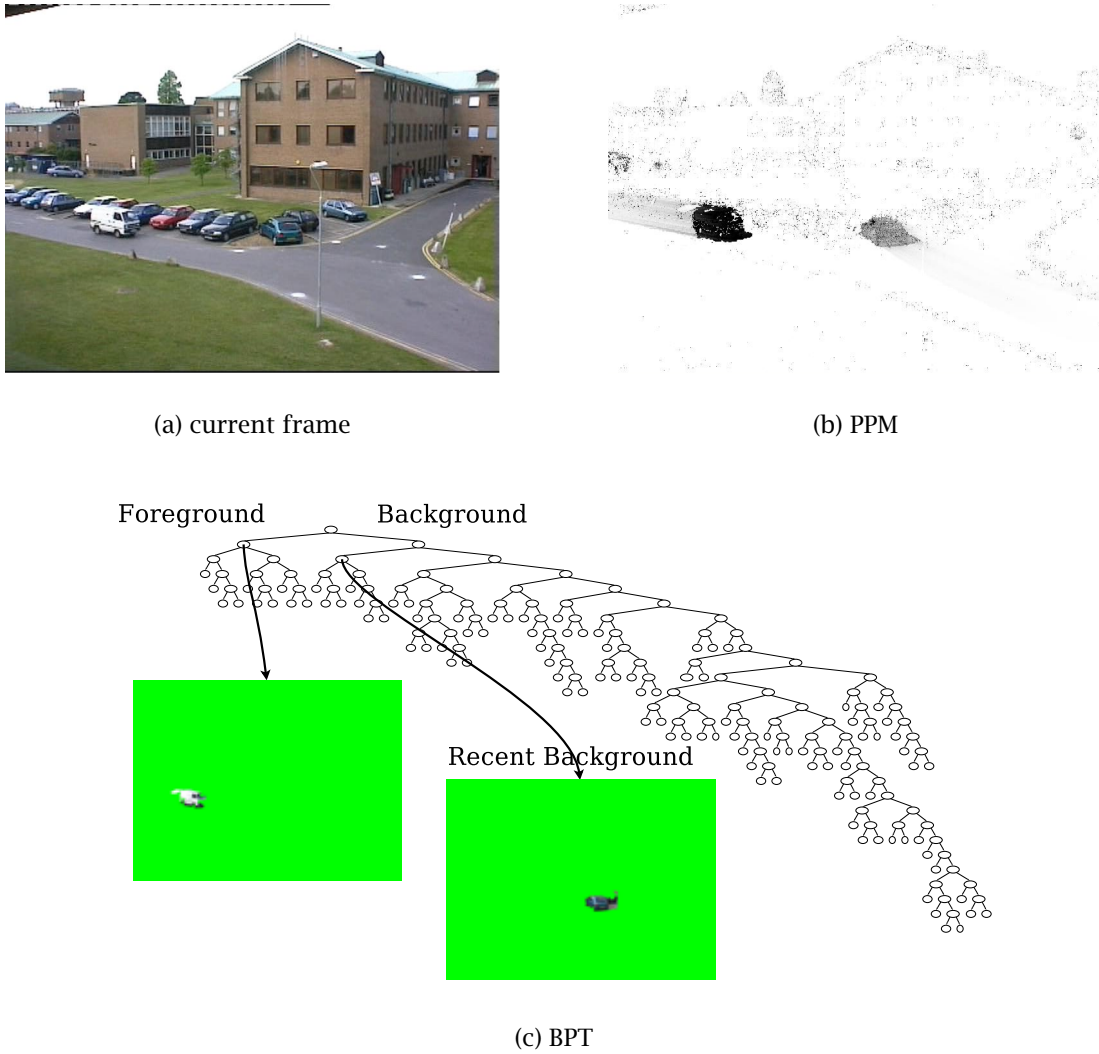 (a) current frame
(b) PPM
Foreground
Background
Recent Background
(c) BPT